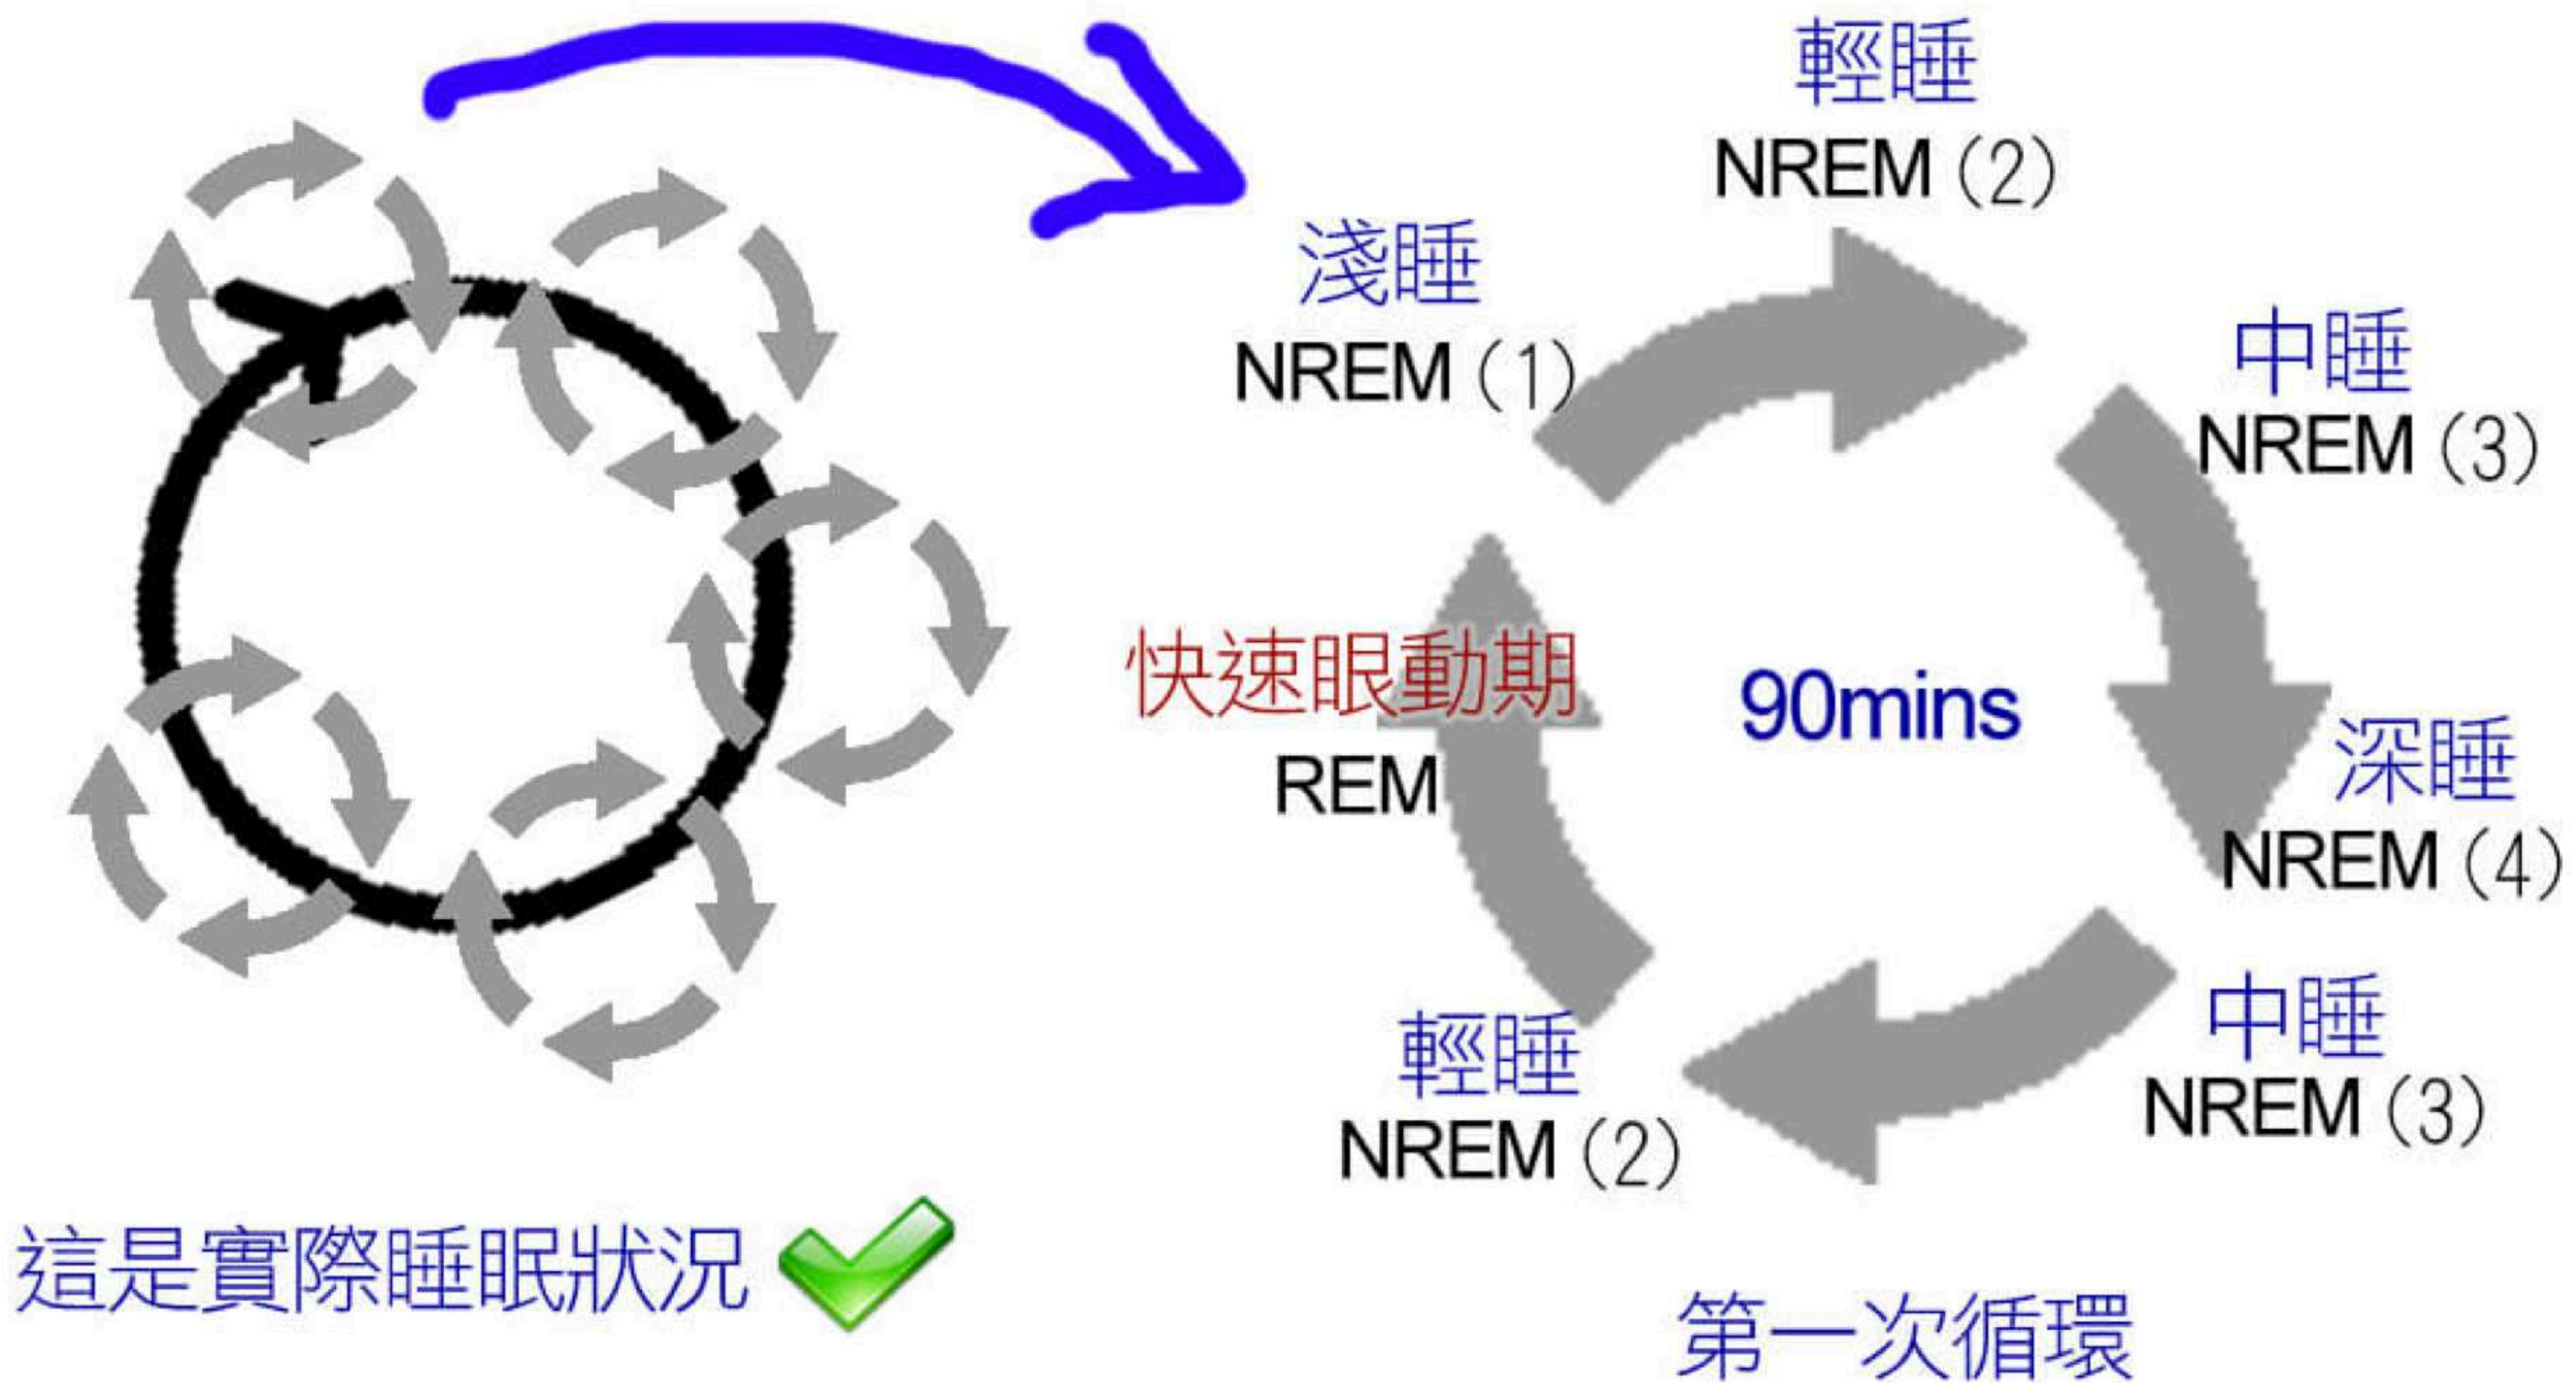 輕睡
NREM (2)
淺睡
NREM (1)
中睡
NREM (3)
快速眼動期
REM
90mins
深睡
NREM (4)
中睡
NREM (3)
輕睡
NREM (2)
這是實際睡眠狀況
第一次循環